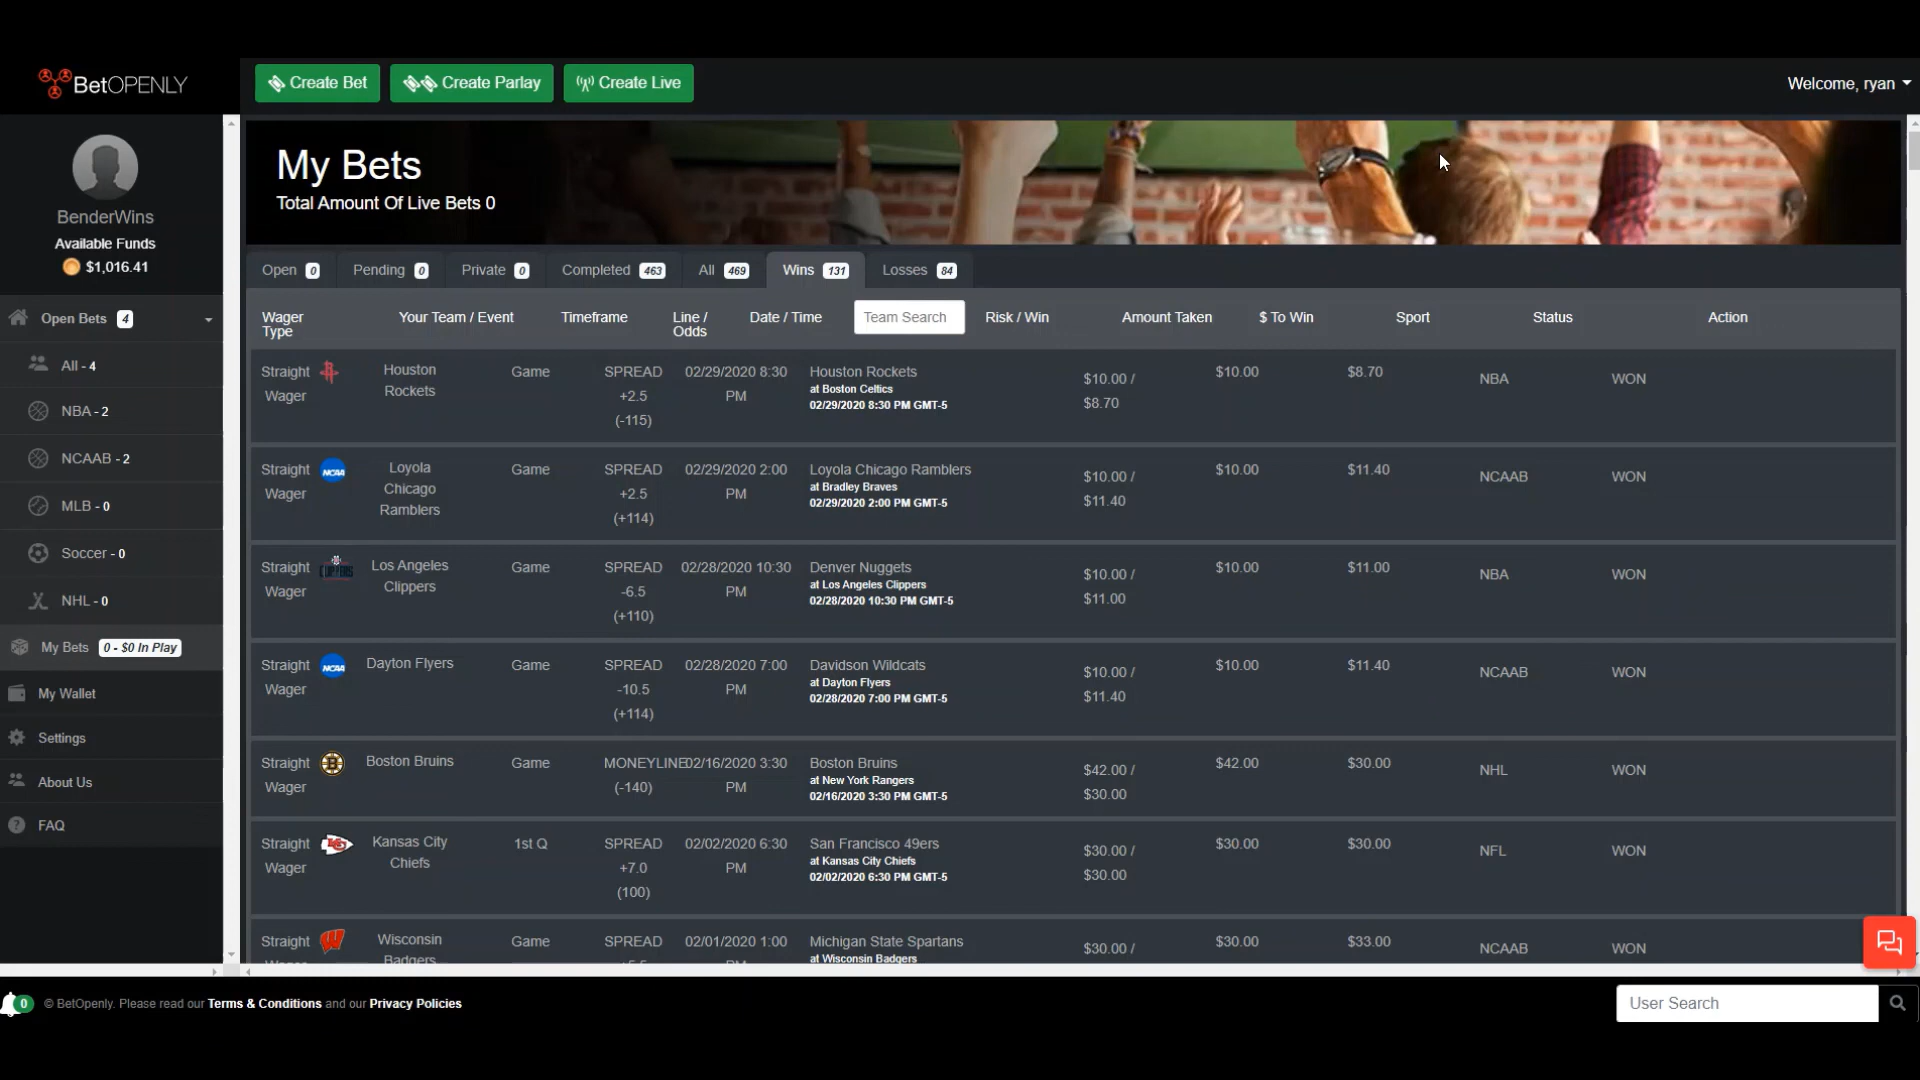 BetOPENLY
Create Bet
Create Parlay
Create Live
Welcome, ryan
BenderWins
Available Funds
$1,016.41
Open Bets 4
All - 4
NBA - 2
NCAAB - 2
MLB - 0
Soccer - 0
NHL - 0
My Bets 0 - $0 In Play
My Wallet
Settings
About Us
FAQ
My Bets
Total Amount Of Live Bets 0
Open 0 Pending 0 Private 0 Completed 463 All 469 Wins 131 Losses 84
Wager Your Team / Event Timeframe Line / Date / Time Team Search Risk / Win Amount Taken $ To Win Sport Status Action
Type Odds
Straight Houston Game SPREAD 02/29/2020 8:30 Houston Rockets $10.00 / $10.00 $8.70 NBA WON
Wager Rockets +2.5 PM at Boston Celtics $8.70
(-115) 02/29/2020 8:30 PM GMT-5
Straight NCAA Loyola Game SPREAD 02/29/2020 2:00 Loyola Chicago Ramblers $10.00 / $10.00 $11.40 NCAAB WON
Wager Chicago +2.5 PM at Bradley Braves $11.40
Ramblers (+114) 02/29/2020 2:00 PM GMT-5
Straight CLIPPERS Los Angeles Game SPREAD 02/28/2020 10:30 Denver Nuggets $10.00 / $10.00 $11.00 NBA WON
Wager Clippers -6.5 PM at Los Angeles Clippers $11.00
(+110) 02/28/2020 10:30 PM GMT-5
Straight NCAA Dayton Flyers Game SPREAD 02/28/2020 7:00 Davidson Wildcats $10.00 / $10.00 $11.40 NCAAB WON
Wager -10.5 PM at Dayton Flyers $11.40
(+114) 02/28/2020 7:00 PM GMT-5
Straight B Boston Bruins Game MONEYLINE 02/16/2020 3:30 Boston Bruins $42.00 / $42.00 $30.00 NHL WON
Wager (-140) PM at New York Rangers $30.00
02/16/2020 3:30 PM GMT-5
Straight KC Kansas City 1st Q SPREAD 02/02/2020 6:30 San Francisco 49ers $30.00 / $30.00 $30.00 NFL WON
Wager Chiefs +7.0 PM at Kansas City Chiefs $30.00
(100) 02/02/2020 6:30 PM GMT-5
Straight W Wisconsin Game SPREAD 02/01/2020 1:00 Michigan State Spartans $30.00 / $30.00 $33.00 NCAAB WON
Badgers at Wisconsin Badgers
0 © BetOpenly. Please read our Terms & Conditions and our Privacy Policies
User Search